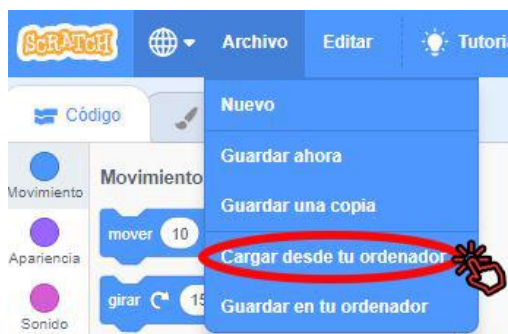 SCRATCH Archivo Editar Tutori
Código
Nuevo
Guardar ahora
Guardar una copia
Cargar desde tu ordenador
Guardar en tu ordenador
Movimiento
Apariencia
Sonido
Movimiento
mover 10
girar 15